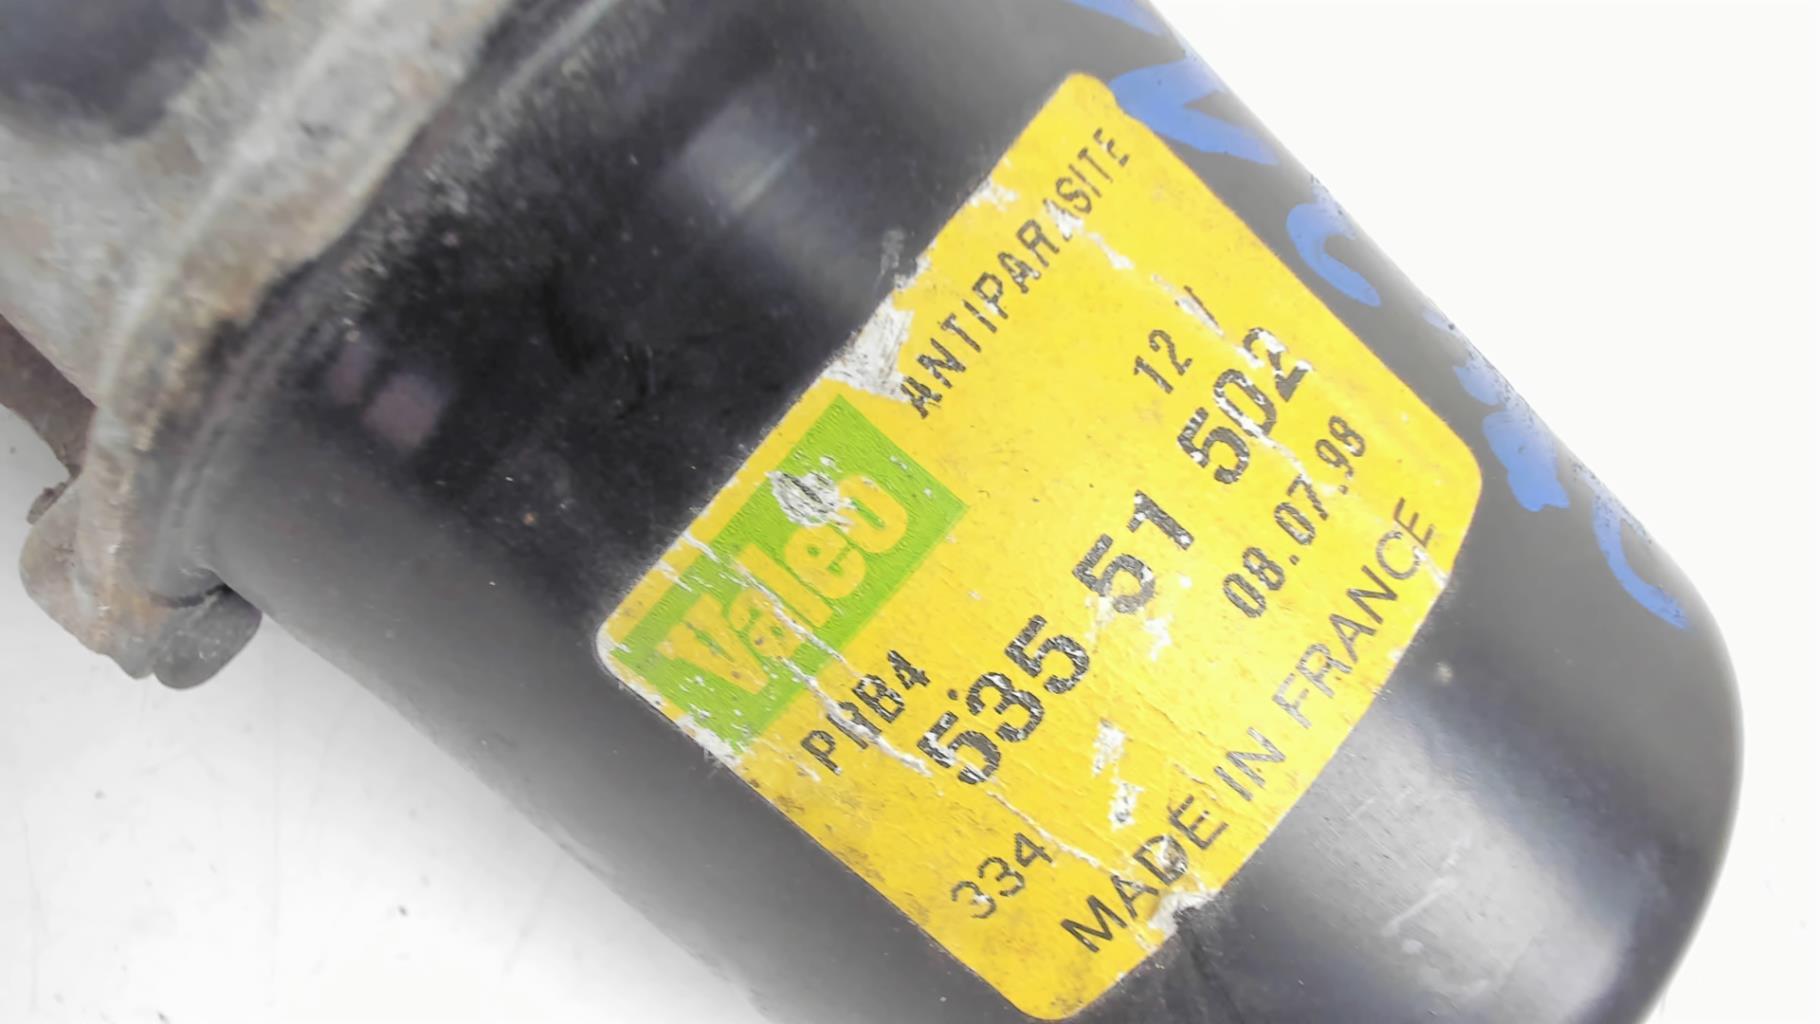 ANTIPARASITE
Valeo
12 V
PRB4
535 51 502
08.07.98
334
MADE IN FRANCE